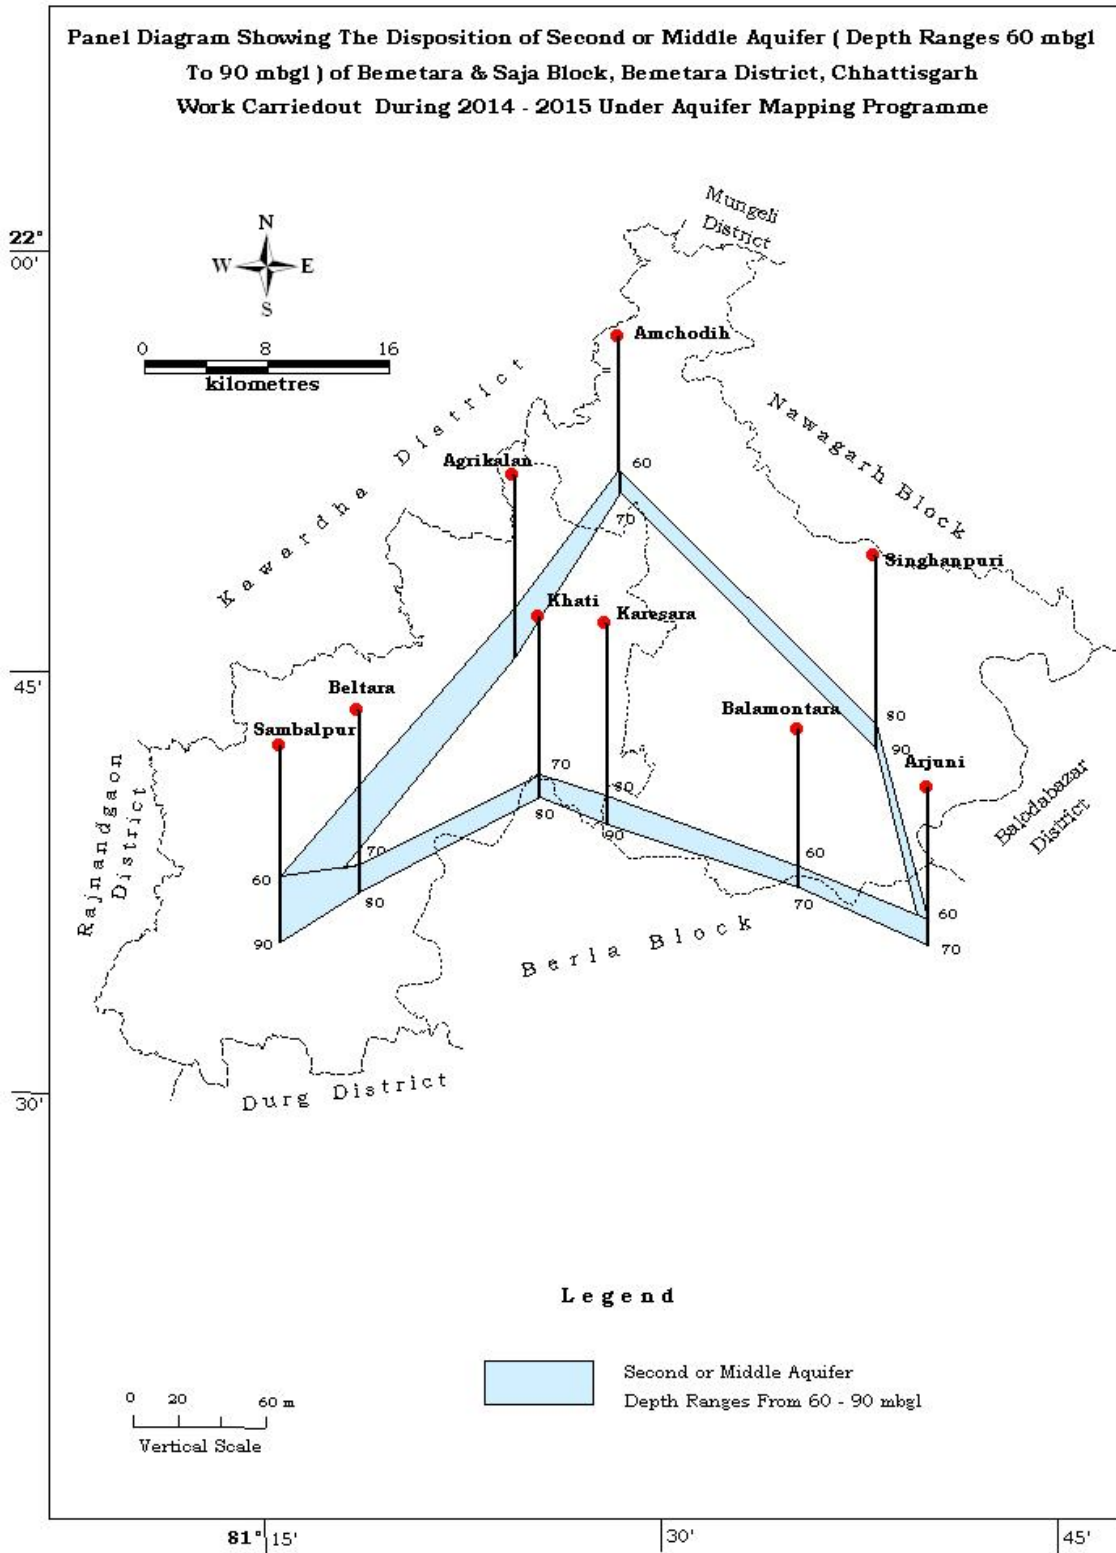 Panel Diagram Showing The Disposition of Second or Middle Aquifer ( Depth Ranges 60 mbgl
To 90 mbgl ) of Bemetara & Saja Block, Bemetara District, Chhattisgarh
Work Carriedout During 2014 - 2015 Under Aquifer Mapping Programme
Mungeli
District
22°
00'
N
W E
S
0 8 16
kilometres
Amchodih
=
Kawardha District
Nawagarh Block
Agrikalan
60
70
Singhanpuri
Khati
Karesara
45'
Beltara
Balamontara
Sambalpur
80
90
Arjuni
Rajnandgaon
District
Balodabazar
District
70
80
80
90
70
80
60
90
60
70
60
70
Berla Block
30'
Durg District
Legend
Second or Middle Aquifer
Depth Ranges From 60 - 90 mbgl
0 20 60 m
Vertical Scale
81° 15' 30' 45'